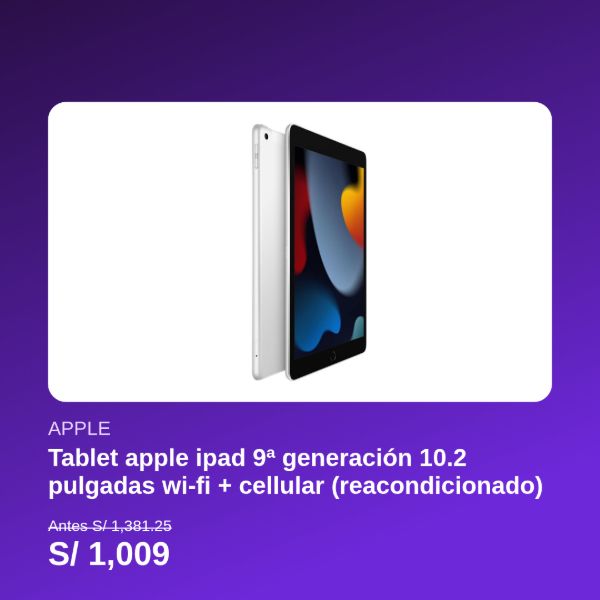 APPLE
Tablet apple ipad 9ª generación 10.2
pulgadas wi-fi + cellular (reacondicionado)
Antes S/ 1,381.25
S/ 1,009